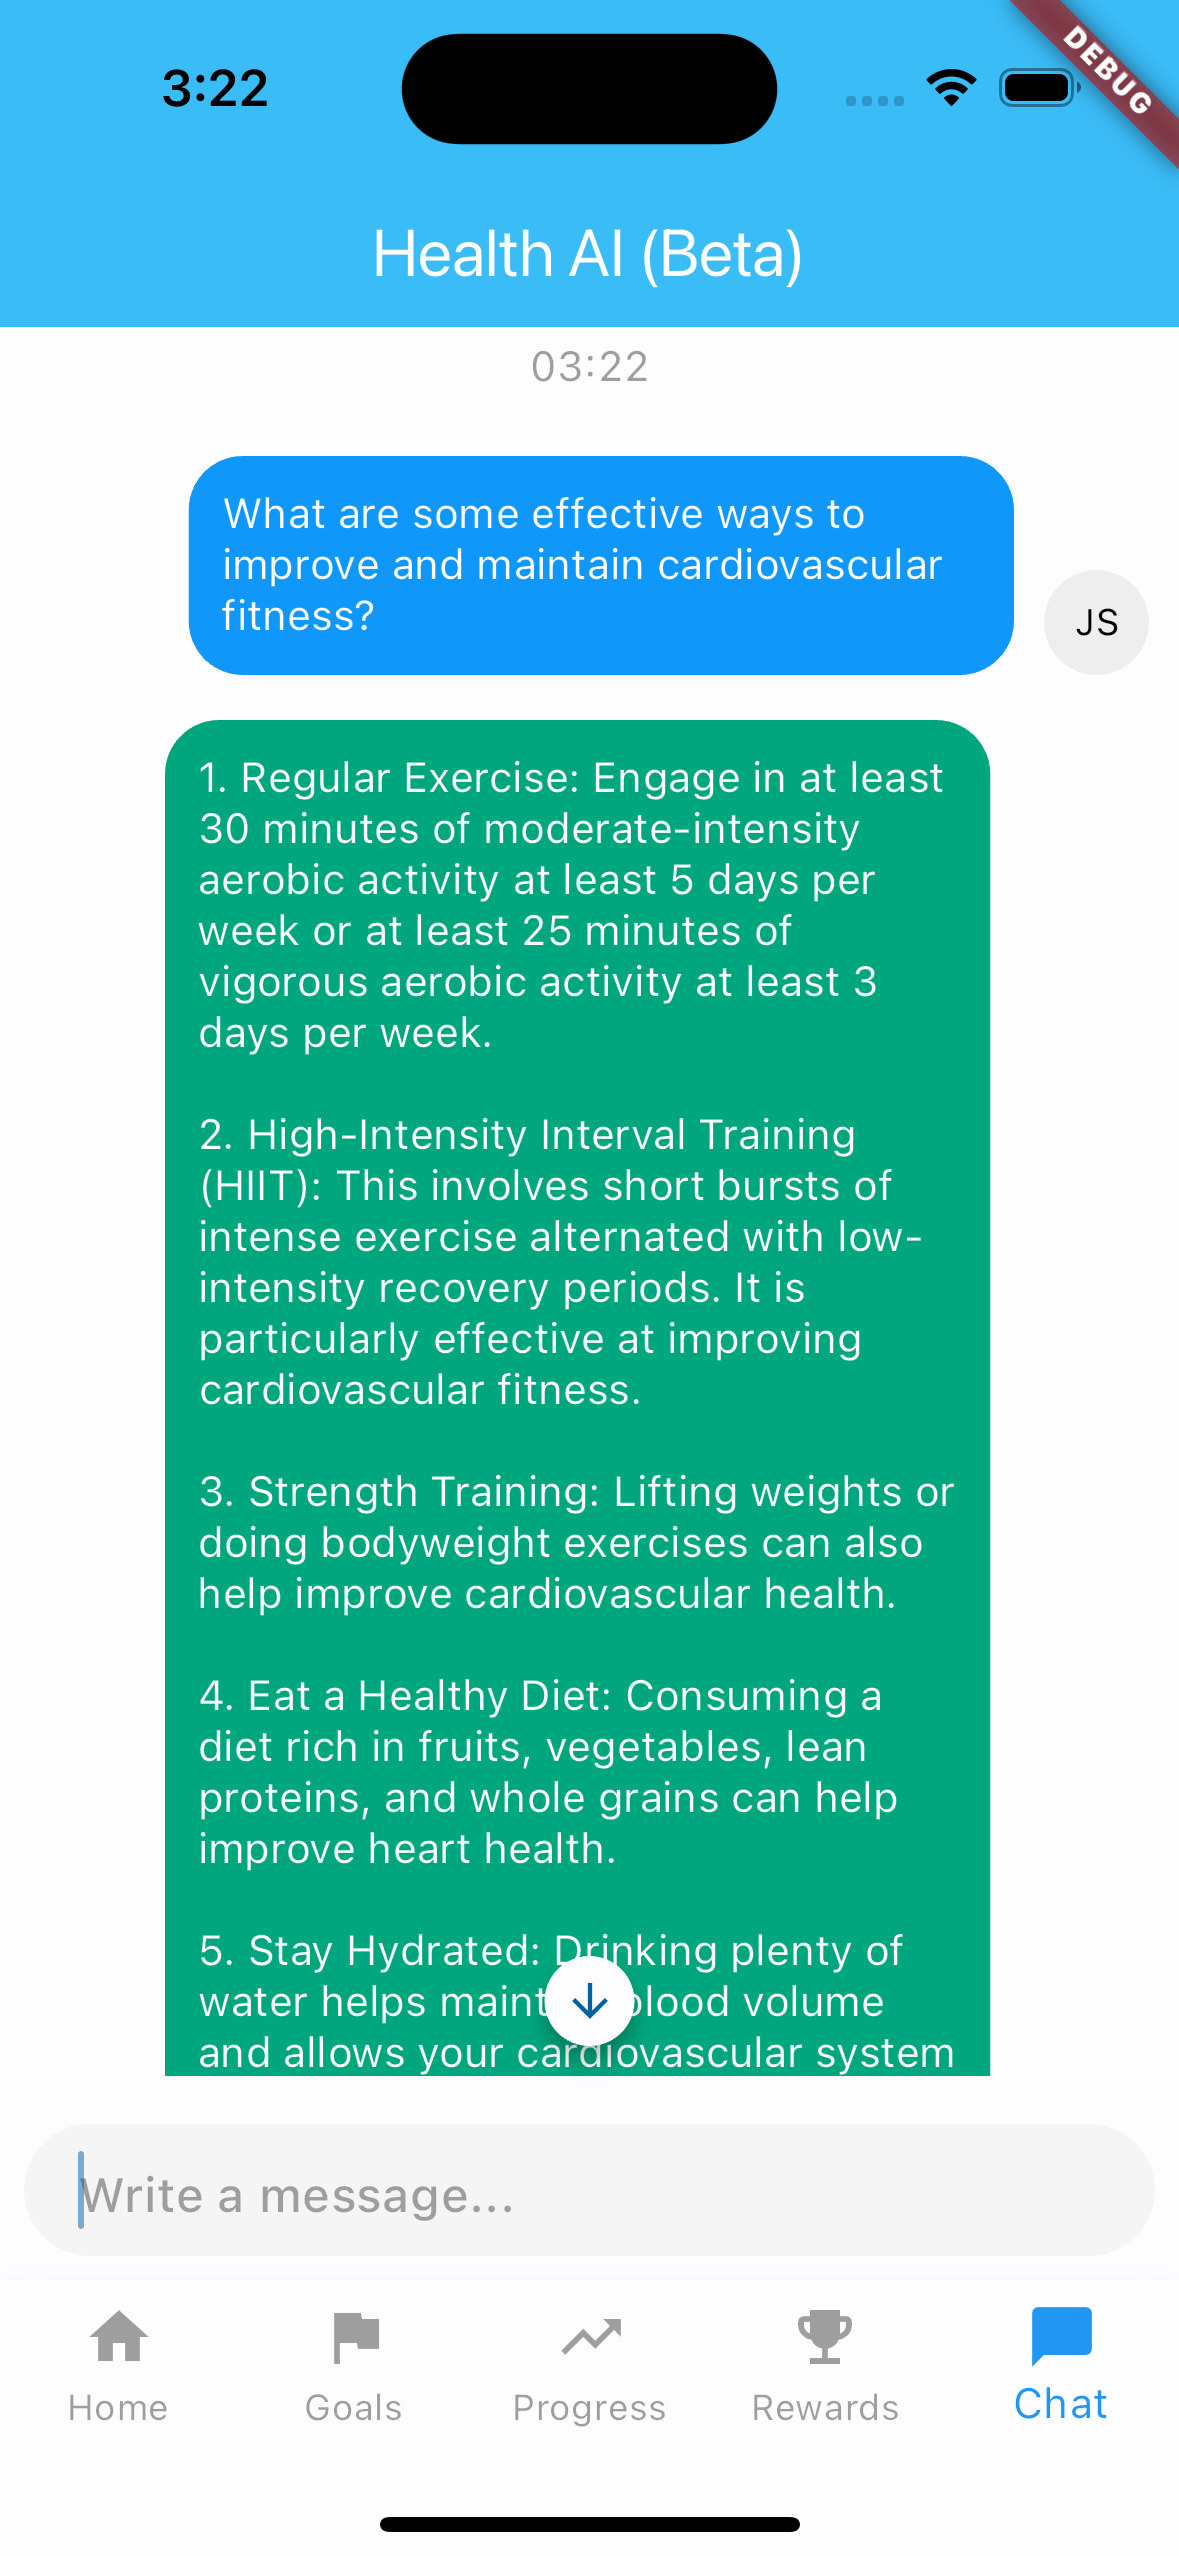 3:22
DEBUG
Health AI (Beta)
03:22
What are some effective ways to
improve and maintain cardiovascular
fitness?
JS
1. Regular Exercise: Engage in at least
30 minutes of moderate-intensity
aerobic activity at least 5 days per
week or at least 25 minutes of
vigorous aerobic activity at least 3
days per week.
2. High-Intensity Interval Training
(HIIT): This involves short bursts of
intense exercise alternated with low-
intensity recovery periods. It is
particularly effective at improving
cardiovascular fitness.
3. Strength Training: Lifting weights or
doing bodyweight exercises can also
help improve cardiovascular health.
4. Eat a Healthy Diet: Consuming a
diet rich in fruits, vegetables, lean
proteins, and whole grains can help
improve heart health.
5. Stay Hydrated: Drinking plenty of
water helps blood volume
and allows your cardiovascular system
Write a message...
Home
Goals
Progress
Rewards
Chat